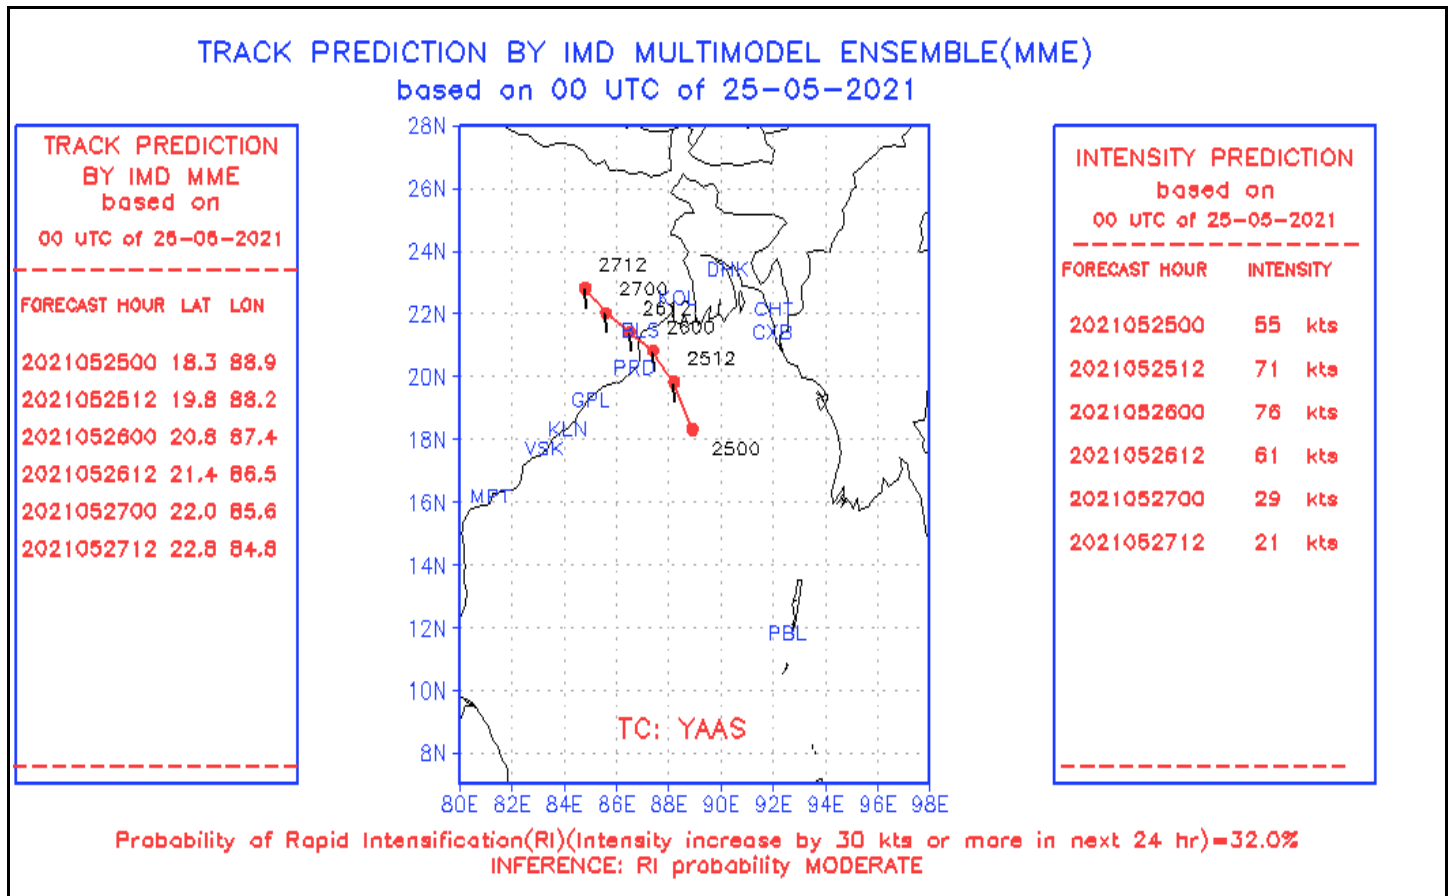 TRACK PREDICTION BY IMD MULTIMODEL ENSEMBLE(MME)
based on 00 UTC of 25-05-2021
TRACK PREDICTION
BY IMD MME
based on
00 UTC of 25-05-2021
FORECAST HOUR LAT LON
2021052500 18.3 88.9
2021052512 19.8 88.2
2021052600 20.8 87.4
2021052612 21.4 86.5
2021052700 22.0 85.6
2021052712 22.8 84.8
28N
26N
24N
22N
20N
18N
16N
14N
12N
10N
8N
2712
2700
2612
2600
2512
2500
DHK
KOL
CHT
CXB
BLS
PRD
GPL
KLN
VSK
MPT
PBL
TC: YAAS
80E 82E 84E 86E 88E 90E 92E 94E 96E 98E
INTENSITY PREDICTION
based on
00 UTC of 25-05-2021
FORECAST HOUR INTENSITY
2021052500 55 kts
2021052512 71 kts
2021052600 76 kts
2021052612 61 kts
2021052700 29 kts
2021052712 21 kts
Probability of Rapid Intensification(RI)(Intensity increase by 30 kts or more in next 24 hr)=32.0%
INFERENCE: RI probability MODERATE